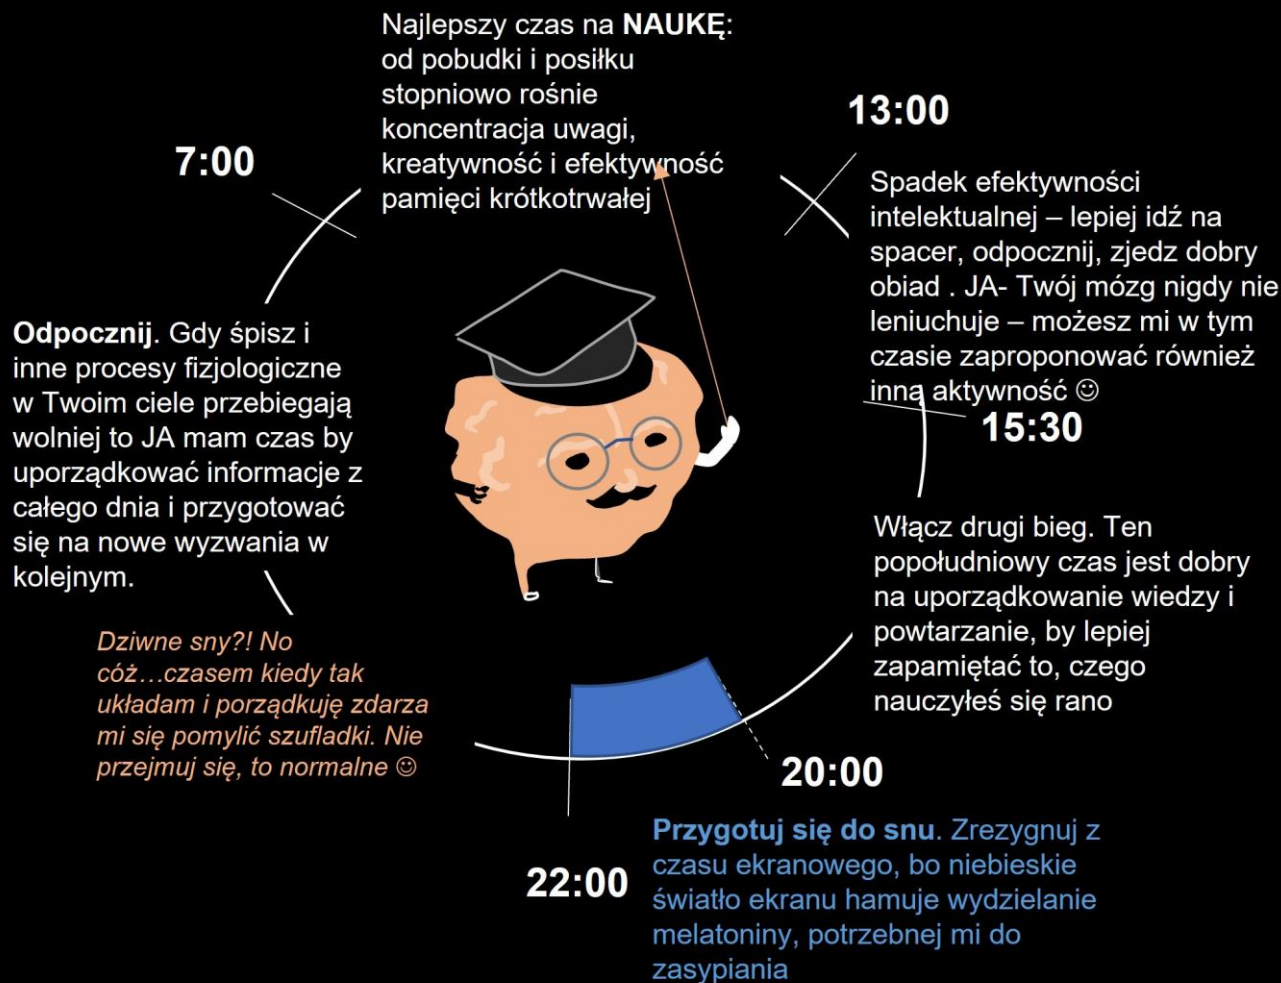 7:00
Najlepszy czas na NAUKĘ:
od pobudki i posiłku
stopniowo rośnie
koncentracja uwagi,
kreatywność i efektywność
pamięci krótkotrwałej
13:00
Spadek efektywności
intelektualnej – lepiej idź na
spacer, odpocznij, zjedz dobry
obiad . JA- Twój mózg nigdy nie
leniuchuje – możesz mi w tym
czasie zaproponować również
inną aktywność ☺
15:30
Włącz drugi bieg. Ten
popołudniowy czas jest dobry
na uporządkowanie wiedzy i
powtarzanie, by lepiej
zapamiętać to, czego
nauczyłeś się rano
20:00
Przygotuj się do snu. Zrezygnuj z
czasu ekranowego, bo niebieskie
światło ekranu hamuje wydzielanie
melatoniny, potrzebnej mi do
zasypiania
22:00
Odpocznij. Gdy śpisz i
inne procesy fizjologiczne
w Twoim ciele przebiegają
wolniej to JA mam czas by
uporządkować informacje z
całego dnia i przygotować
się na nowe wyzwania w
kolejnym.
Dziwne sny?! No
cóż…czasem kiedy tak
układam i porządkuję zdarza
mi się pomylić szufladki. Nie
przejmuj się, to normalne ☺